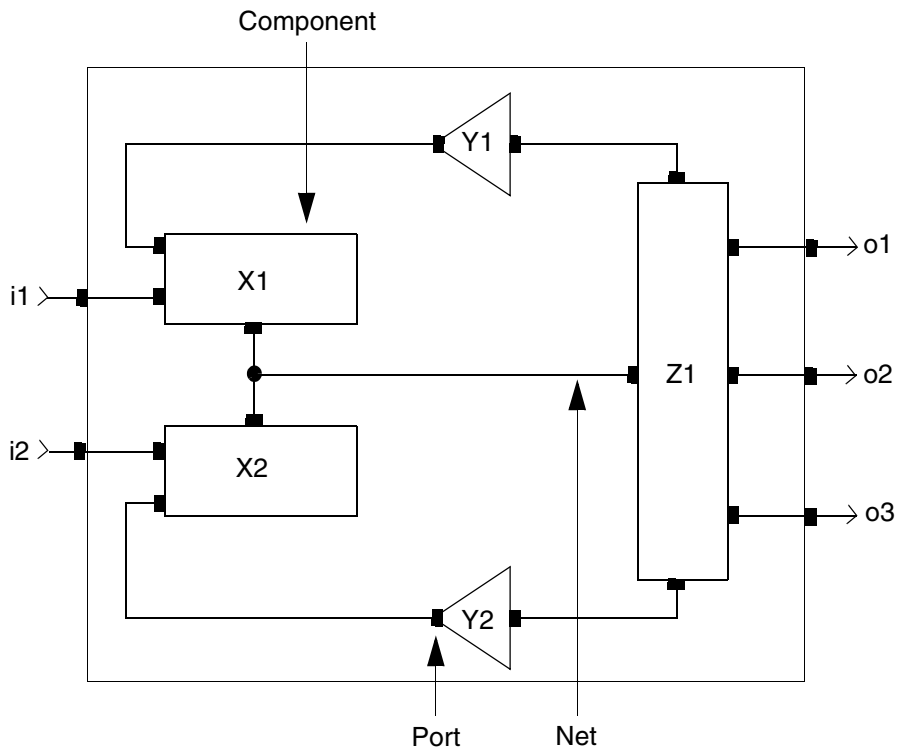 Component
Y1
X1
i1
o1
Z1
o2
i2
X2
o3
Y2
Port
Net